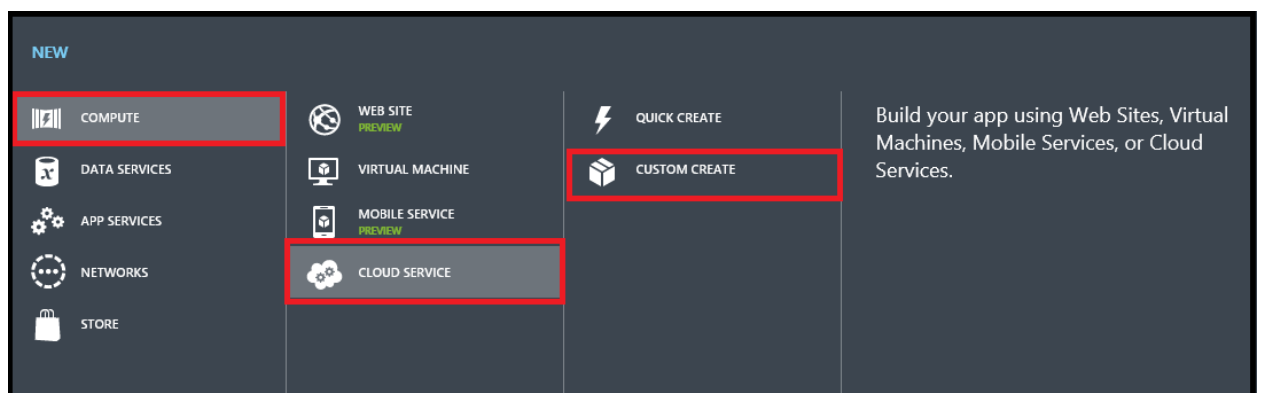 NEW
COMPUTE
DATA SERVICES
APP SERVICES
NETWORKS
STORE
WEB SITE
PREVIEW
VIRTUAL MACHINE
MOBILE SERVICE
PREVIEW
CLOUD SERVICE
QUICK CREATE
CUSTOM CREATE
Build your app using Web Sites, Virtual
Machines, Mobile Services, or Cloud
Services.